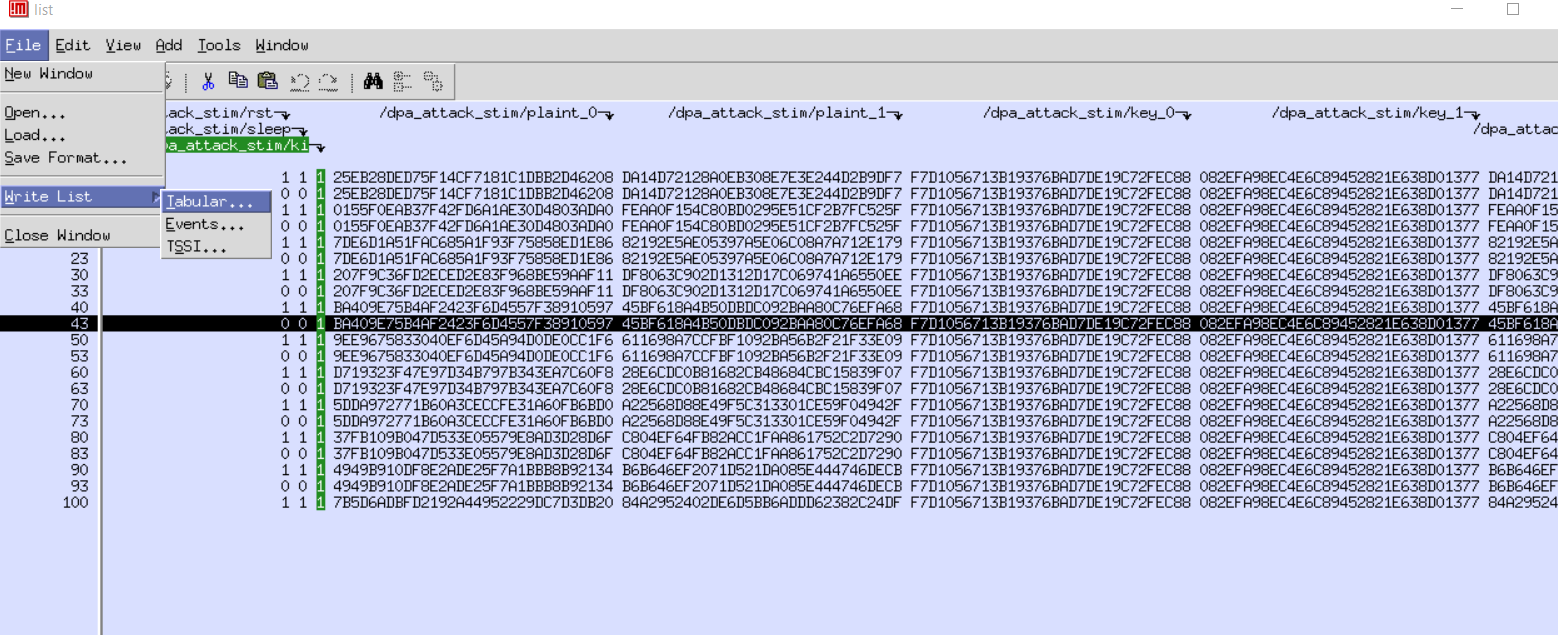 list
File Edit View Add Tools Window
New Window
Open...
Load...
Save Format...
Write List
Close Window
Tabular...
Events...
TSSI...
ack_stim/rst /dpa_attack_stim/plaint_0 /dpa_attack_stim/plaint_1 /dpa_attack_stim/key_0 /dpa_attack_stim/key_1
ack_stim/sleep /dpa_attac
pa_attack_stim/ki
1 1 1 25EB28DED75F14CF7181C1DBB2D46208 DA14D72128A0EB308E7E3E244D2B9DF7 F7D1056713B19376BAD7DE19C72FEC88 082EFA98EC4E6C89452821E638D01377 DA14D721
0 0 1 25EB28DED75F14CF7181C1DBB2D46208 DA14D72128A0EB308E7E3E244D2B9DF7 F7D1056713B19376BAD7DE19C72FEC88 082EFA98EC4E6C89452821E638D01377 DA14D721
1 1 1 0155F0EAB37F42FD6A1AE30D4803ADA0 FEAA0F154C80BD0295E51CF2B7FC525F F7D1056713B19376BAD7DE19C72FEC88 082EFA98EC4E6C89452821E638D01377 FEAA0F15
0 0 1 0155F0EAB37F42FD6A1AE30D4803ADA0 FEAA0F154C80BD0295E51CF2B7FC525F F7D1056713B19376BAD7DE19C72FEC88 082EFA98EC4E6C89452821E638D01377 FEAA0F15
1 1 1 7DE6D1A51FAC685A1F93F75858ED1E86 82192E5AE05397A5E06C08A7A712E179 F7D1056713B19376BAD7DE19C72FEC88 082EFA98EC4E6C89452821E638D01377 82192E5A
23 0 0 1 7DE6D1A51FAC685A1F93F75858ED1E86 82192E5AE05397A5E06C08A7A712E179 F7D1056713B19376BAD7DE19C72FEC88 082EFA98EC4E6C89452821E638D01377 82192E5A
30 1 1 1 207F9C36FD2ECED2E83F968BE59AAF11 DF8063C902D1312D17C069741A6550EE F7D1056713B19376BAD7DE19C72FEC88 082EFA98EC4E6C89452821E638D01377 DF8063C9
33 0 0 1 207F9C36FD2ECED2E83F968BE59AAF11 DF8063C902D1312D17C069741A6550EE F7D1056713B19376BAD7DE19C72FEC88 082EFA98EC4E6C89452821E638D01377 DF8063C9
40 1 1 1 BA409E75B4AF2423F6D4557F38910597 45BF618A4B50DBDC092BAA80C76EFA68 F7D1056713B19376BAD7DE19C72FEC88 082EFA98EC4E6C89452821E638D01377 45BF618A
43 0 0 1 BA409E75B4AF2423F6D4557F38910597 45BF618A4B50DBDC092BAA80C76EFA68 F7D1056713B19376BAD7DE19C72FEC88 082EFA98EC4E6C89452821E638D01377 45BF618A
50 1 1 1 9EE9675833040EF6D45A94D0DE0CC1F6 611698A7CCFBF1092BA56B2F21F33E09 F7D1056713B19376BAD7DE19C72FEC88 082EFA98EC4E6C89452821E638D01377 611698A7
53 0 0 1 9EE9675833040EF6D45A94D0DE0CC1F6 611698A7CCFBF1092BA56B2F21F33E09 F7D1056713B19376BAD7DE19C72FEC88 082EFA98EC4E6C89452821E638D01377 611698A7
60 1 1 1 D719323F47E97D34B797B343EA7C60F8 28E6CDC0B81682CB48684CBC15839F07 F7D1056713B19376BAD7DE19C72FEC88 082EFA98EC4E6C89452821E638D01377 28E6CDC0
63 0 0 1 D719323F47E97D34B797B343EA7C60F8 28E6CDC0B81682CB48684CBC15839F07 F7D1056713B19376BAD7DE19C72FEC88 082EFA98EC4E6C89452821E638D01377 28E6CDC0
70 1 1 1 5DDA972771B60A3CECCFE31A60FB6BD0 A22568D88E49F5C313301CE59F04942F F7D1056713B19376BAD7DE19C72FEC88 082EFA98EC4E6C89452821E638D01377 A22568D8
73 0 0 1 5DDA972771B60A3CECCFE31A60FB6BD0 A22568D88E49F5C313301CE59F04942F F7D1056713B19376BAD7DE19C72FEC88 082EFA98EC4E6C89452821E638D01377 A22568D8
80 1 1 1 37FB109B047D533E05579E8AD3D28D6F C804EF64FB82ACC1FAA861752C2D7290 F7D1056713B19376BAD7DE19C72FEC88 082EFA98EC4E6C89452821E638D01377 C804EF64
83 0 0 1 37FB109B047D533E05579E8AD3D28D6F C804EF64FB82ACC1FAA861752C2D7290 F7D1056713B19376BAD7DE19C72FEC88 082EFA98EC4E6C89452821E638D01377 C804EF64
90 1 1 1 4949B910DF8E2ADE25F7A1BBB8B92134 B6B646EF2071D521DA085E444746DECB F7D1056713B19376BAD7DE19C72FEC88 082EFA98EC4E6C89452821E638D01377 B6B646EF
93 0 0 1 4949B910DF8E2ADE25F7A1BBB8B92134 B6B646EF2071D521DA085E444746DECB F7D1056713B19376BAD7DE19C72FEC88 082EFA98EC4E6C89452821E638D01377 B6B646EF
100 1 1 1 7B5D6ADBFD2192A44952229DC7D3DB20 84A2952402DE6D5BB6ADDD62382C24DF F7D1056713B19376BAD7DE19C72FEC88 082EFA98EC4E6C89452821E638D01377 84A29524